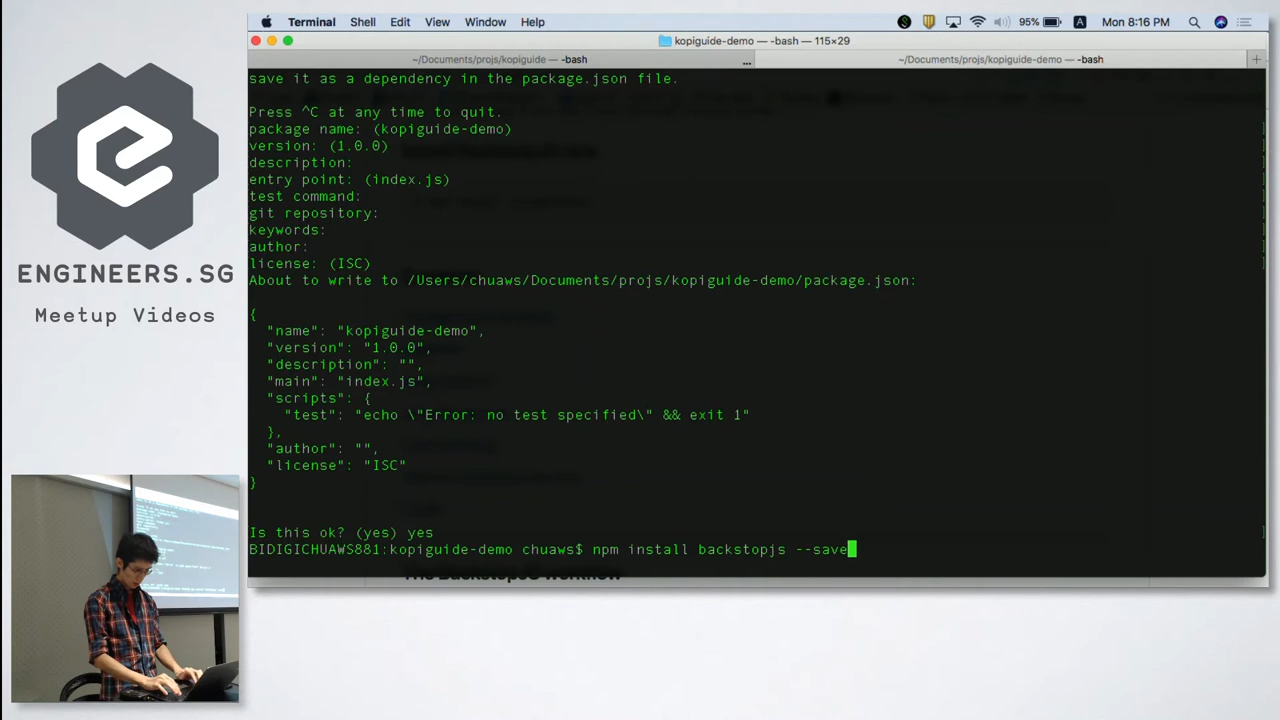 Terminal Shell Edit View Window Help 95% A Mon 8:16 PM
kopiguide-demo — -bash — 115×29
~/Documents/projs/kopiguide — -bash ... ~/Documents/projs/kopiguide-demo — -bash +
save it as a dependency in the package.json file.
Press ^C at any time to quit.
package name: (kopiguide-demo)
version: (1.0.0)
description:
entry point: (index.js)
test command:
git repository:
keywords:
author:
license: (ISC)
About to write to /Users/chuaws/Documents/projs/kopiguide-demo/package.json:
{
"name": "kopiguide-demo",
"version": "1.0.0",
"description": "",
"main": "index.js",
"scripts": {
"test": "echo \"Error: no test specified\" && exit 1"
},
"author": "",
"license": "ISC"
}
Is this ok? (yes) yes
BIDIGICHUAWS881:kopiguide-demo chuaws$ npm install backstopjs --save
The BackstopJS workflow
ENGINEERS.SG
Meetup Videos